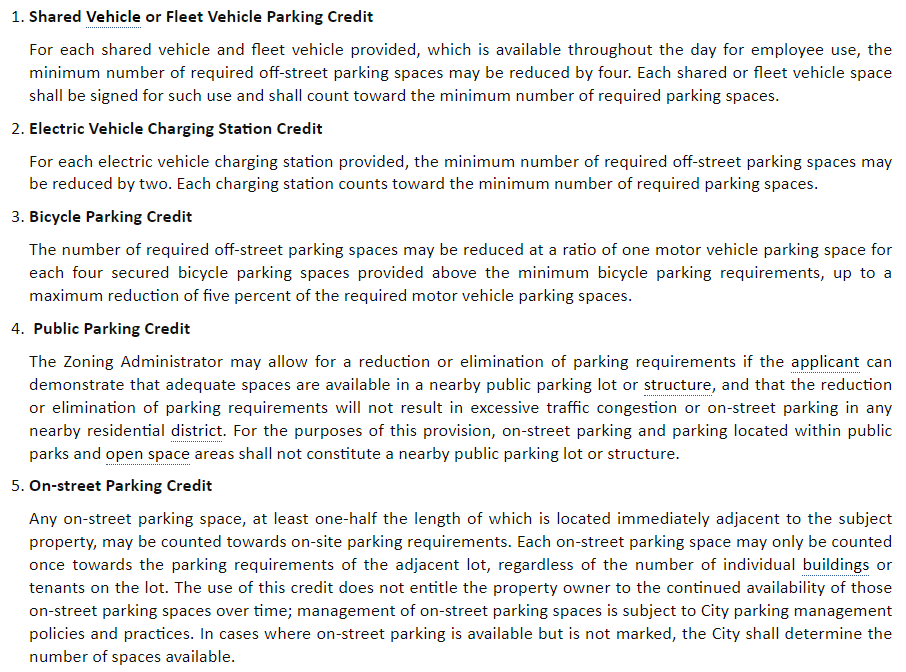 1. Shared Vehicle or Fleet Vehicle Parking Credit
For each shared vehicle and fleet vehicle provided, which is available throughout the day for employee use, the
minimum number of required off-street parking spaces may be reduced by four. Each shared or fleet vehicle space
shall be signed for such use and shall count toward the minimum number of required parking spaces.
2. Electric Vehicle Charging Station Credit
For each electric vehicle charging station provided, the minimum number of required off-street parking spaces may
be reduced by two. Each charging station counts toward the minimum number of required parking spaces.
3. Bicycle Parking Credit
The number of required off-street parking spaces may be reduced at a ratio of one motor vehicle parking space for
each four secured bicycle parking spaces provided above the minimum bicycle parking requirements, up to a
maximum reduction of five percent of the required motor vehicle parking spaces.
4. Public Parking Credit
The Zoning Administrator may allow for a reduction or elimination of parking requirements if the applicant can
demonstrate that adequate spaces are available in a nearby public parking lot or structure, and that the reduction
or elimination of parking requirements will not result in excessive traffic congestion or on-street parking in any
nearby residential district. For the purposes of this provision, on-street parking and parking located within public
parks and open space areas shall not constitute a nearby public parking lot or structure.
5. On-street Parking Credit
Any on-street parking space, at least one-half the length of which is located immediately adjacent to the subject
property, may be counted towards on-site parking requirements. Each on-street parking space may only be counted
once towards the parking requirements of the adjacent lot, regardless of the number of individual buildings or
tenants on the lot. The use of this credit does not entitle the property owner to the continued availability of those
on-street parking spaces over time; management of on-street parking spaces is subject to City parking management
policies and practices. In cases where on-street parking is available but is not marked, the City shall determine the
number of spaces available.